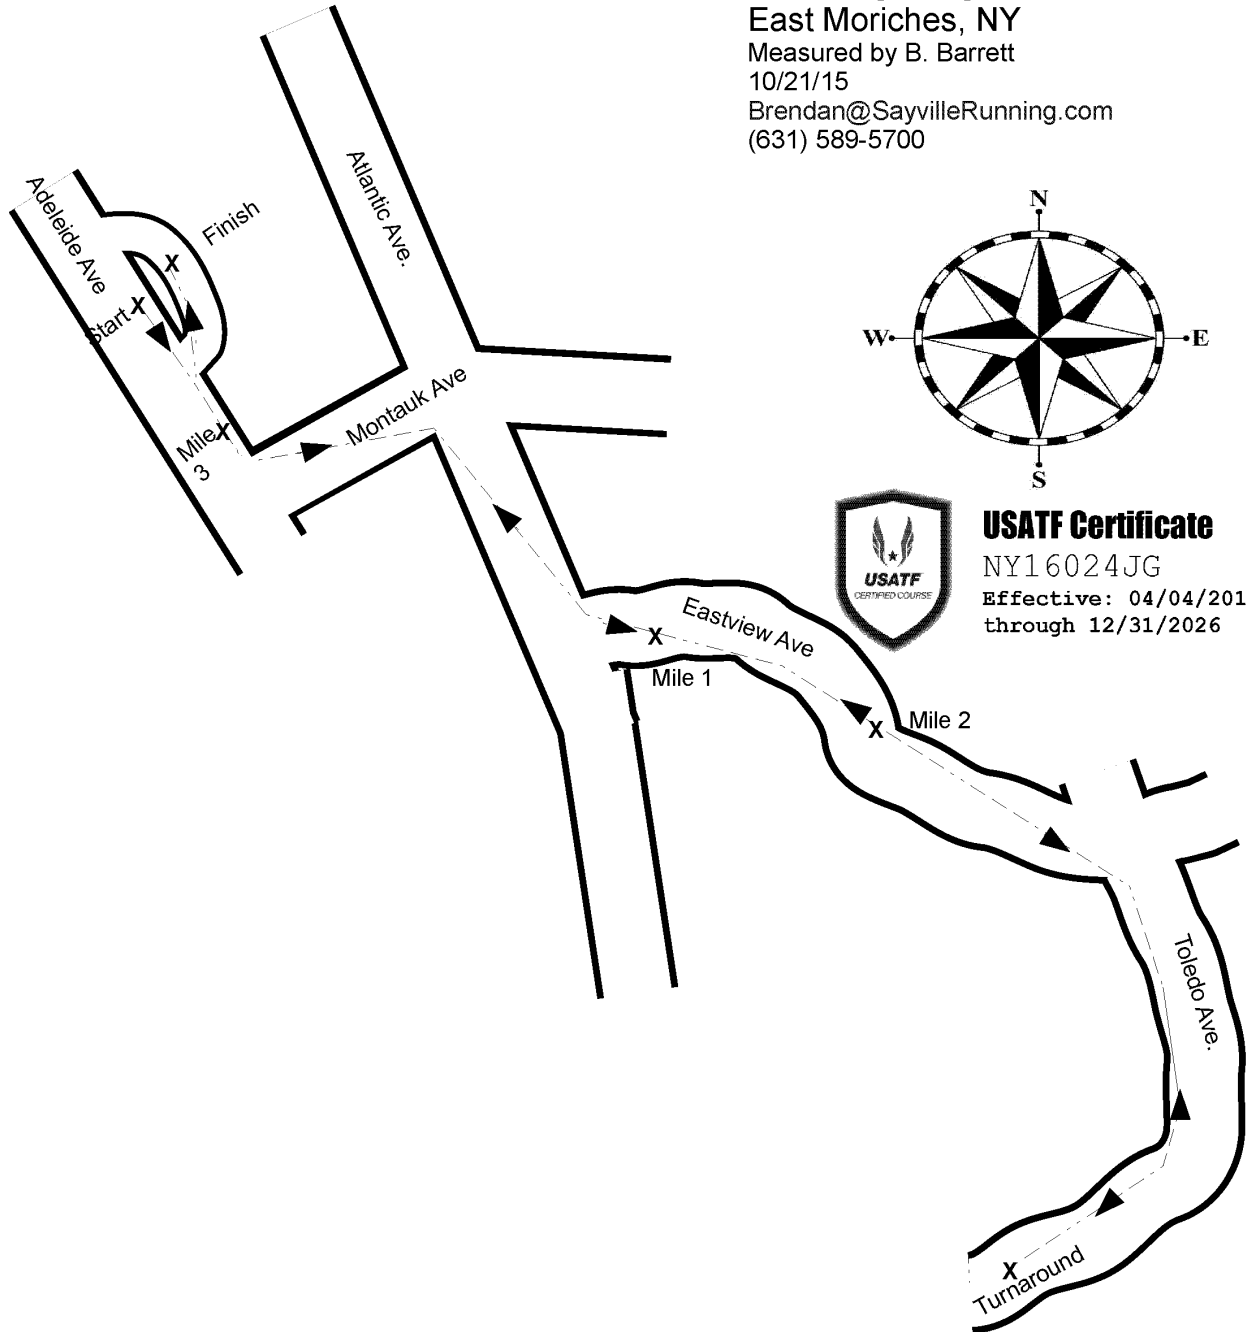 East Moriches, NY
Measured by B. Barrett
10/21/15
Brendan@SayvilleRunning.com
(631) 589-5700
Adeleide Ave
Finish
Atlantic Ave.
Start
X
X
Montauk Ave
Mile
3
X
N
W
E
S
USATF
CERTIFIED COURSE
USATF Certificate
NY16024JG
Effective: 04/04/201
through 12/31/2026
Eastview Ave
X
Mile 1
X
Mile 2
Toledo Ave.
X
Turnaround